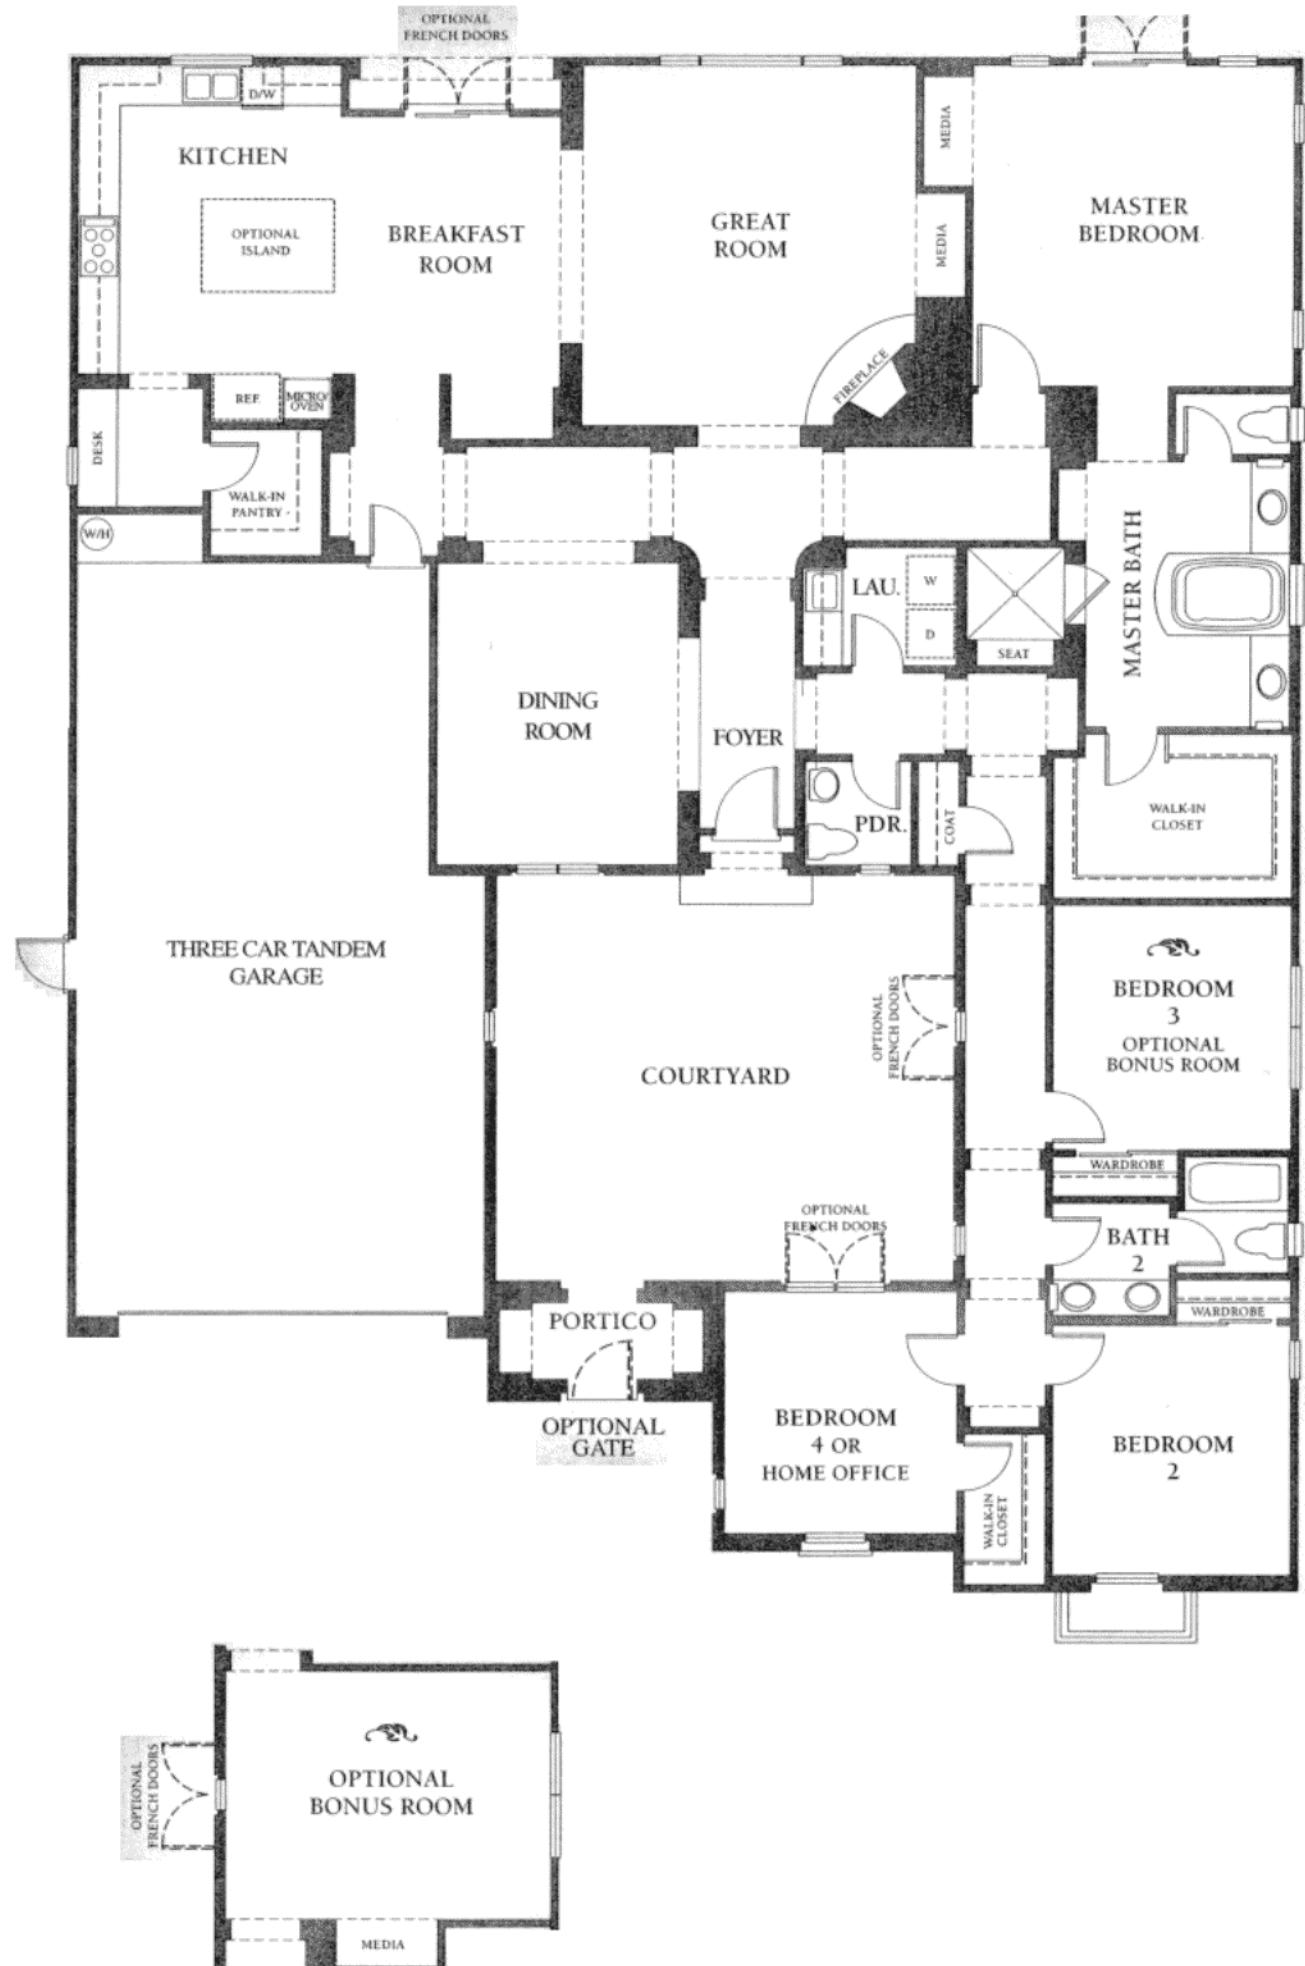 OPTIONAL
FRENCH DOORS
D/W
KITCHEN
OPTIONAL
ISLAND
BREAKFAST
ROOM
GREAT
ROOM
MEDIA
MEDIA
MASTER
BEDROOM
FIREPLACE
REF.
MICRO/
OVEN
DESK
WALK-IN
PANTRY
W/H
LAU.
W
D
SEAT
MASTER BATH
DINING
ROOM
FOYER
PDR.
COAT
WALK-IN
CLOSET
THREE CAR TANDEM
GARAGE
COURTYARD
OPTIONAL
FRENCH DOORS
BEDROOM
3
OPTIONAL
BONUS ROOM
WARDROBE
OPTIONAL
FRENCH DOORS
BATH
2
WARDROBE
PORTICO
OPTIONAL
GATE
BEDROOM
4 OR
HOME OFFICE
WALK-IN
CLOSET
BEDROOM
2
OPTIONAL
FRENCH DOORS
OPTIONAL
BONUS ROOM
MEDIA